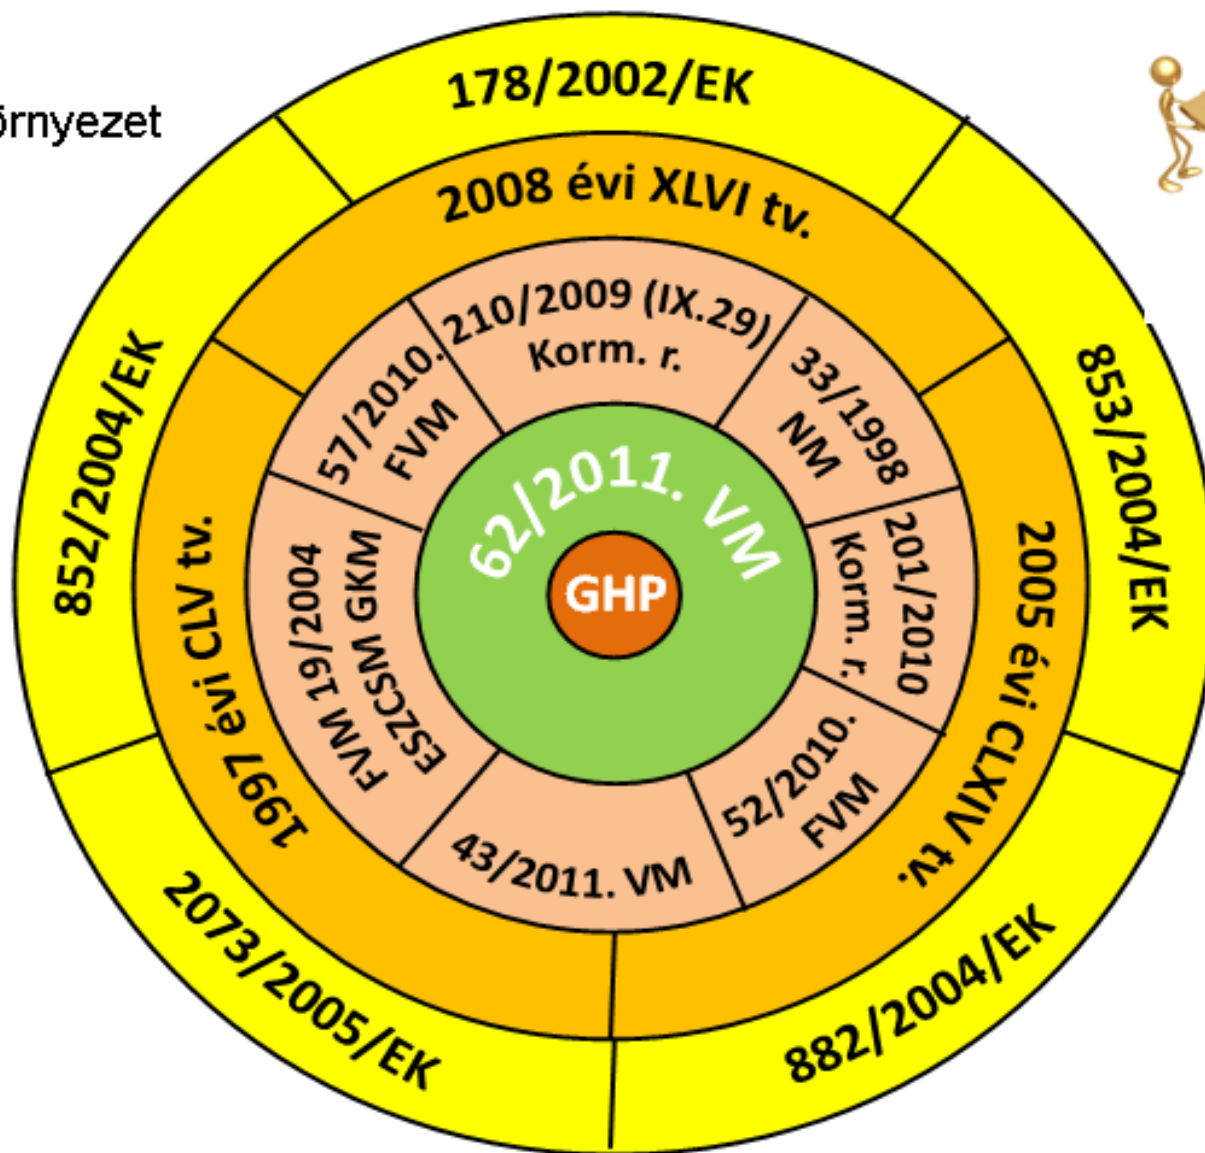 örnyezet
178/2002/EK
853/2004/EK
882/2004/EK
2073/2005/EK
852/2004/EK
2008 évi XLVI tv.
2005 évi CLXIV tv.
1997 évi CLV tv.
210/2009 (IX.29)
Korm. r.
33/1998
NM
201/2010
Korm. r.
52/2010.
FVM
43/2011. VM
FVM 19/2004
ESZCSM GKM
57/2010.
FVM
62/2011. VM
GHP